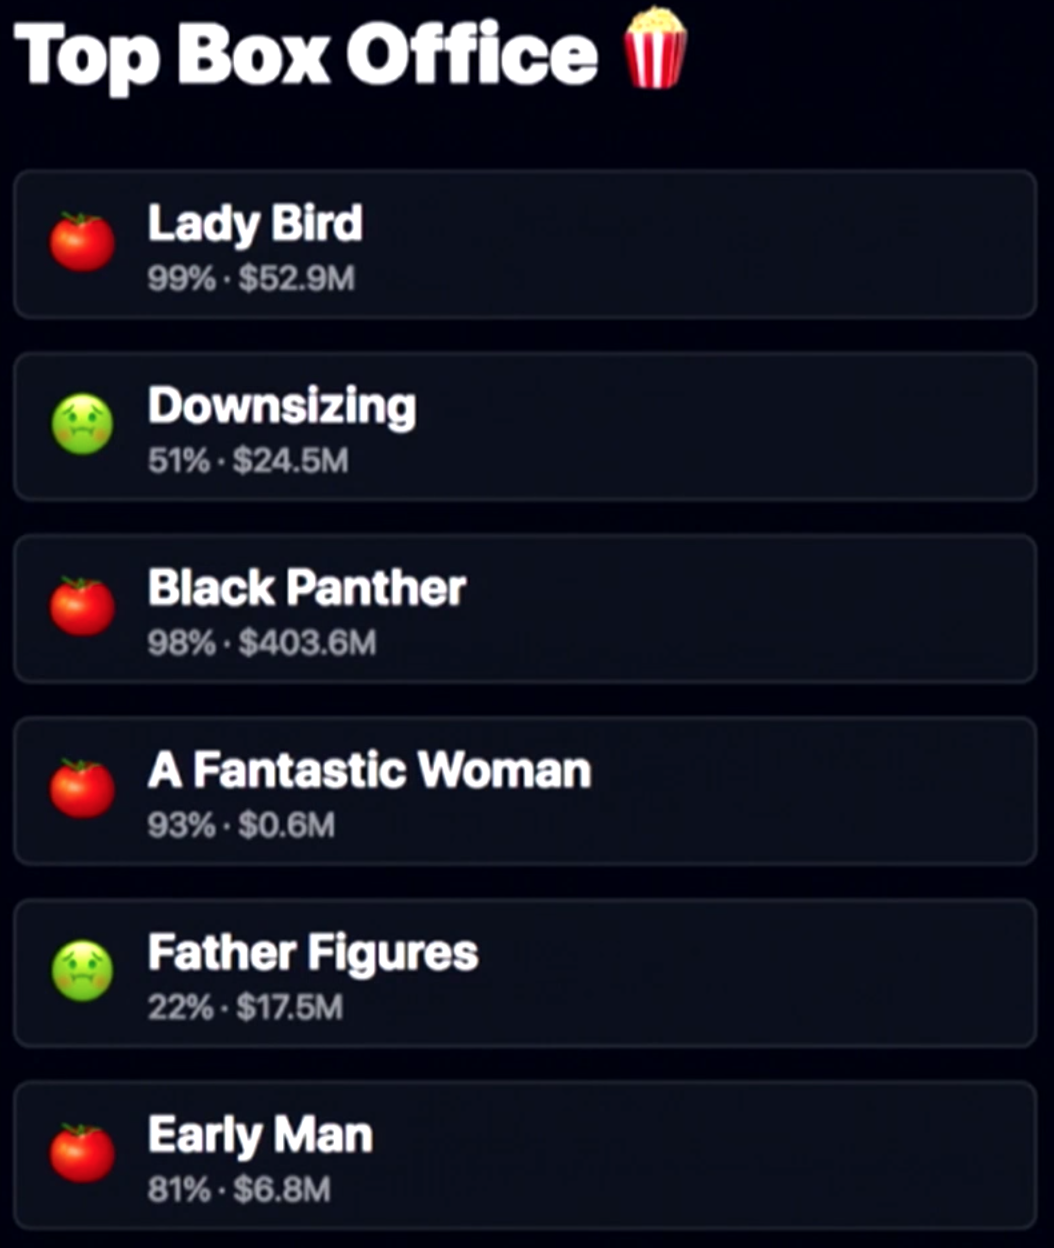 Top Box Office 🍿
Lady Bird
99% · $52.9M
Downsizing
51% · $24.5M
Black Panther
98% · $403.6M
A Fantastic Woman
93% · $0.6M
Father Figures
22% · $17.5M
Early Man
81% · $6.8M